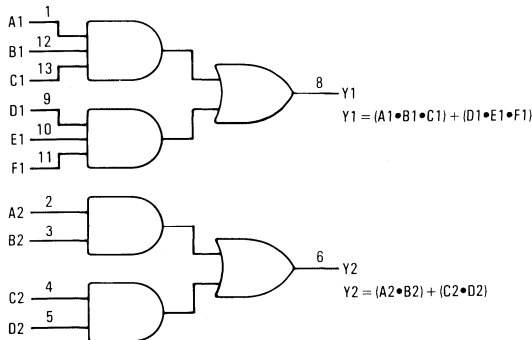 A1 1
B1 12
C1 13
D1 9
E1 10
F1 11
8 Y1
Y1 = (A1•B1•C1) + (D1•E1•F1)
A2 2
B2 3
C2 4
D2 5
6 Y2
Y2 = (A2•B2) + (C2•D2)